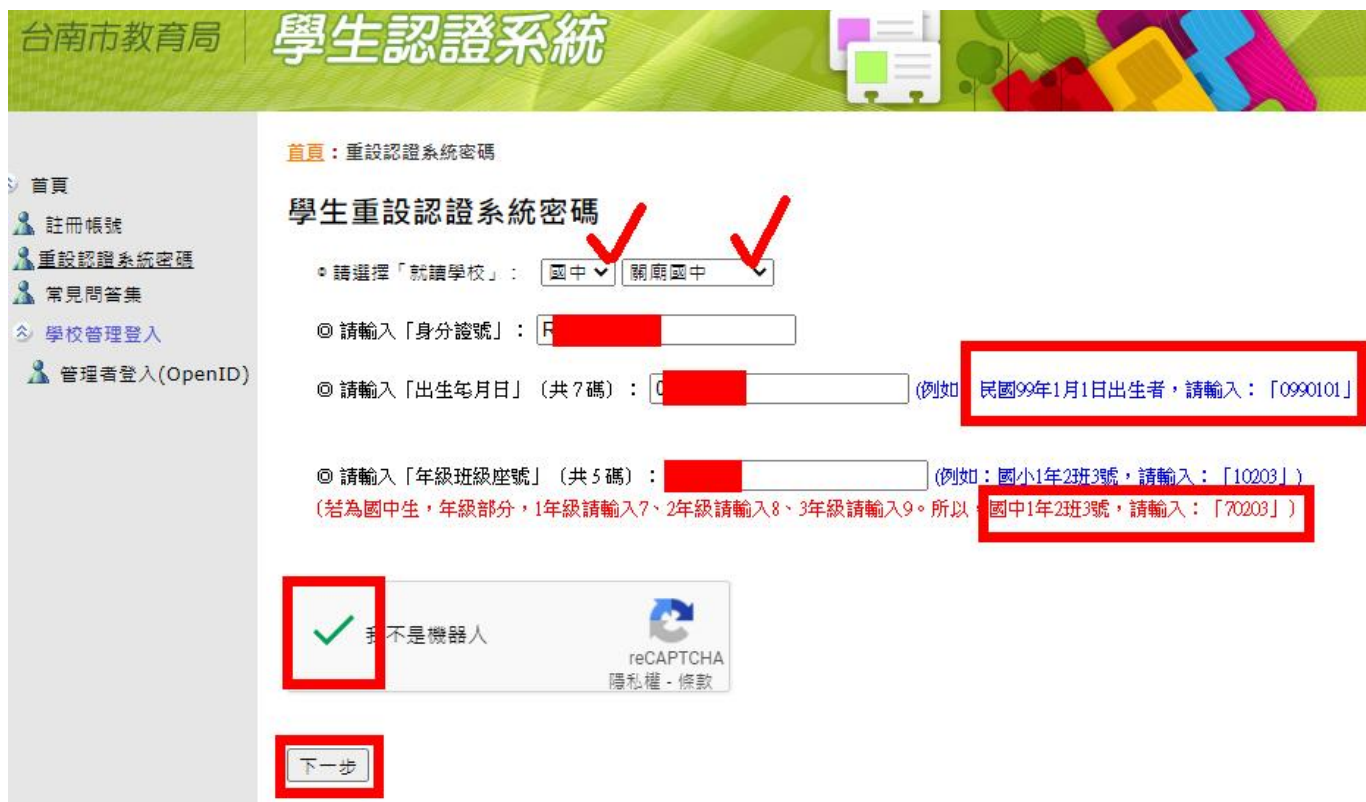 台南市教育局 學生認證系統
首頁：重設認證系統密碼
首頁
註冊帳號
重設認證系統密碼
常見問答集
學校管理登入
管理者登入(OpenID)
學生重設認證系統密碼
請選擇「就讀學校」： 國中 關廟國中
◎ 請輸入「身分證號」： R
◎ 請輸入「出生年月日」（共7碼）： 0 (例如 民國99年1月1日出生者，請輸入：「0990101」
◎ 請輸入「年級班級座號」（共5碼）： (例如：國小1年2班3號，請輸入：「10203」)
(若為國中生，年級部分，1年級請輸入7、2年級請輸入8、3年級請輸入9。所以，國中1年2班3號，請輸入：「70203」)
我不是機器人
reCAPTCHA
隱私權 - 條款
下一步